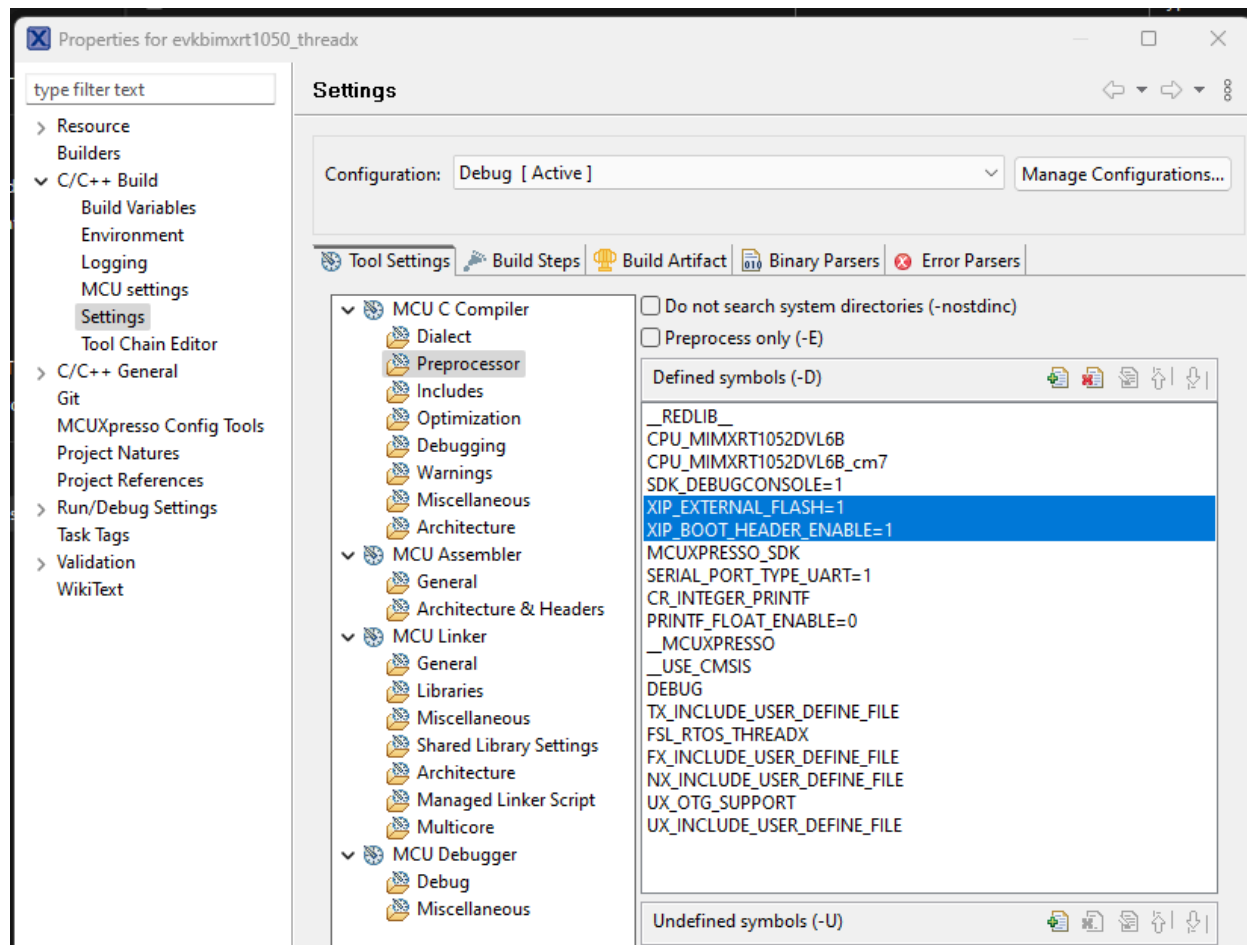 Properties for evkbimxrt1050_threadx
type filter text
Settings
Resource
Builders
C/C++ Build
Build Variables
Environment
Logging
MCU settings
Settings
Tool Chain Editor
C/C++ General
Git
MCUXpresso Config Tools
Project Natures
Project References
Run/Debug Settings
Task Tags
Validation
WikiText
Configuration: Debug [ Active ] Manage Configurations...
Tool Settings Build Steps Build Artifact Binary Parsers Error Parsers
MCU C Compiler
Dialect
Preprocessor
Includes
Optimization
Debugging
Warnings
Miscellaneous
Architecture
MCU Assembler
General
Architecture & Headers
MCU Linker
General
Libraries
Miscellaneous
Shared Library Settings
Architecture
Managed Linker Script
Multicore
MCU Debugger
Debug
Miscellaneous
Do not search system directories (-nostdinc)
Preprocess only (-E)
Defined symbols (-D)
__REDLIB__
CPU_MIMXRT1052DVL6B
CPU_MIMXRT1052DVL6B_cm7
SDK_DEBUGCONSOLE=1
XIP_EXTERNAL_FLASH=1
XIP_BOOT_HEADER_ENABLE=1
MCUXPRESSO_SDK
SERIAL_PORT_TYPE_UART=1
CR_INTEGER_PRINTF
PRINTF_FLOAT_ENABLE=0
__MCUXPRESSO
__USE_CMSIS
DEBUG
TX_INCLUDE_USER_DEFINE_FILE
FSL_RTOS_THREADX
FX_INCLUDE_USER_DEFINE_FILE
NX_INCLUDE_USER_DEFINE_FILE
UX_OTG_SUPPORT
UX_INCLUDE_USER_DEFINE_FILE
Undefined symbols (-U)